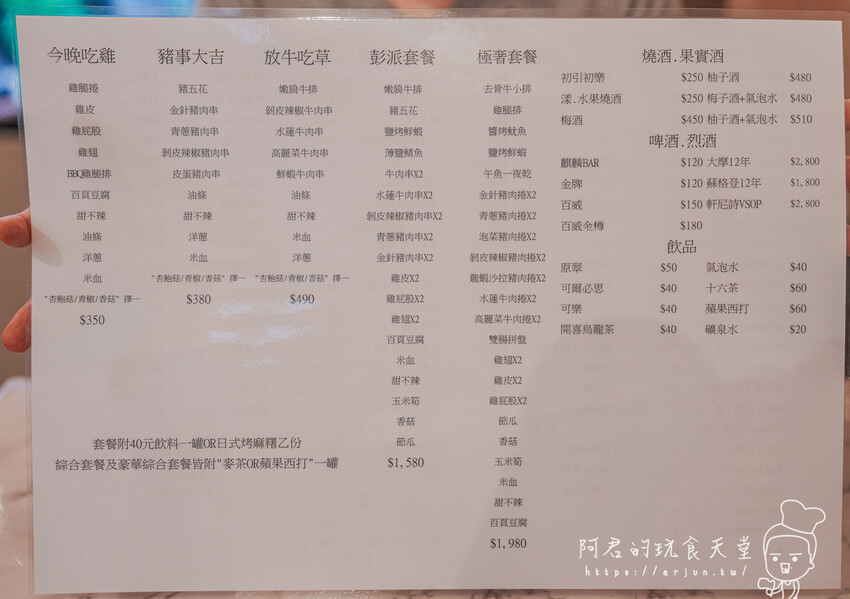 今晚吃雞
雞腿捲
雞皮
雞屁股
雞翅
BBQ雞腿排
百頁豆腐
甜不辣
油條
洋蔥
米血
"杏鮑菇/青椒/香菇" 擇一
$350
豬事大吉
豬五花
金針豬肉串
青蔥豬肉串
剝皮辣椒豬肉串
皮蛋豬肉串
油條
甜不辣
洋蔥
米血
"杏鮑菇/青椒/香菇" 擇一
$380
放牛吃草
嫩肩牛排
剝皮辣椒牛肉串
水蓮牛肉串
高麗菜牛肉串
鮮蝦牛肉串
油條
甜不辣
米血
洋蔥
"杏鮑菇/青椒/香菇" 擇一
$490
彭派套餐
嫩肩牛排
豬五花
鹽烤鮮蝦
薄鹽鯖魚
牛肉串X2
水蓮牛肉串X2
剝皮辣椒豬肉串X2
青蔥豬肉串X2
金針豬肉串X2
雞皮X2
雞屁股X2
雞翅X2
百頁豆腐
米血
甜不辣
玉米筍
香菇
節瓜
$1,580
極奢套餐
去骨牛小排
雞腿排
醬烤魷魚
鹽烤鮮蝦
午魚一夜乾
金針豬肉捲X2
青蔥豬肉捲X2
泡菜豬肉捲X2
剝皮辣椒豬肉捲X2
龍蝦沙拉豬肉捲X2
水蓮牛肉捲X2
高麗菜牛肉捲X2
雙腸拼盤
雞翅X2
雞皮X2
雞屁股X2
節瓜
香菇
玉米筍
米血
甜不辣
百頁豆腐
$1,980
套餐附40元飲料一罐OR日式烤麻糬乙份
綜合套餐及豪華綜合套餐皆附"麥茶OR蘋果西打"一罐
燒酒.果實酒
初引初樂 $250 柚子酒 $480
漾.水果燒酒 $250 梅子酒+氣泡水 $480
梅酒 $450 柚子酒+氣泡水 $510
啤酒.烈酒
麒麟BAR $120 大摩12年 $2,800
金牌 $120 蘇格登12年 $1,800
百威 $150 軒尼詩VSOP $2,800
百威金樽 $180
飲品
原翠 $50 氣泡水 $40
可爾必思 $40 十六茶 $60
可樂 $40 蘋果西打 $60
開喜烏龍茶 $40 礦泉水 $20
阿君的玩食天堂
https://arjun.tw/